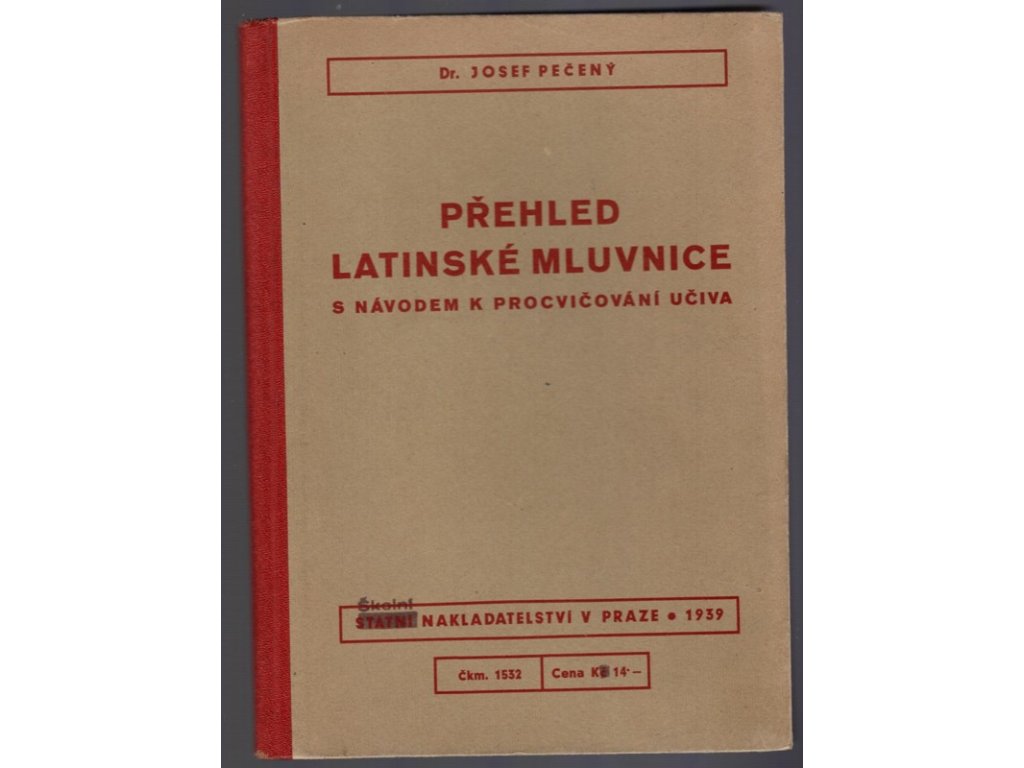 Dr. JOSEF PEČENÝ
PŘEHLED
LATINSKÉ MLUVNICE
S NÁVODEM K PROCVIČOVÁNÍ UČIVA
Školní
STÁTNÍ NAKLADATELSTVÍ V PRAZE • 1939
čkm. 1532
Cena K 14·—